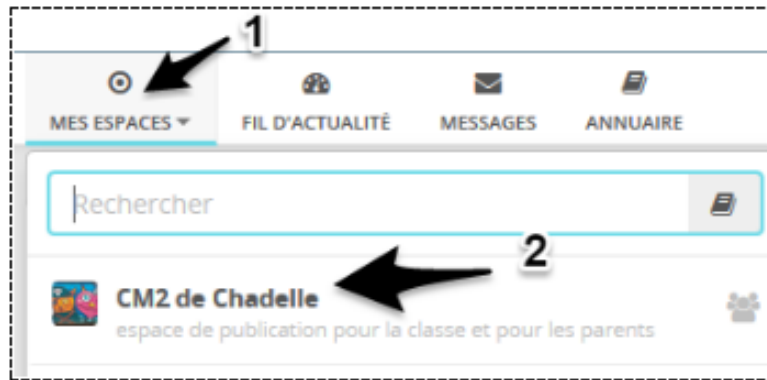 1
MES ESPACES FIL D'ACTUALITÉ MESSAGES ANNUAIRE
Rechercher
2
CM2 de Chadelle
espace de publication pour la classe et pour les parents